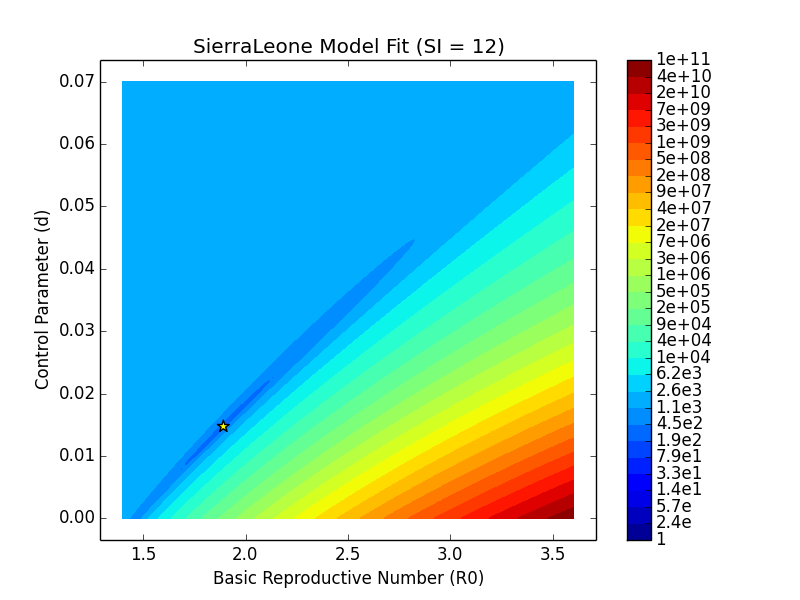 SierraLeone Model Fit (SI = 12)
0.07
0.06
0.05
0.04
0.03
0.02
0.01
0.00
Control Parameter (d)
1.5
2.0
2.5
3.0
3.5
Basic Reproductive Number (R0)
1e+11
4e+10
2e+10
7e+09
3e+09
1e+09
5e+08
2e+08
9e+07
4e+07
2e+07
7e+06
3e+06
1e+06
5e+05
2e+05
9e+04
4e+04
1e+04
6.2e3
2.6e3
1.1e3
4.5e2
1.9e2
7.9e1
3.3e1
1.4e1
5.7e
2.4e
1